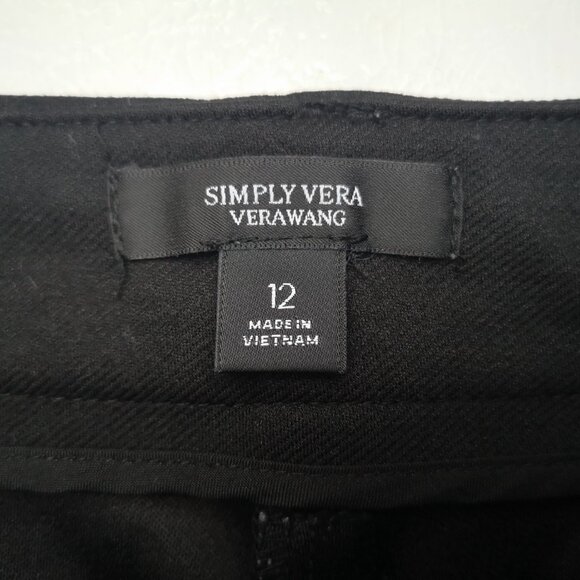 SIMPLY VERA
VERAWANG
12
MADE IN
VIETNAM